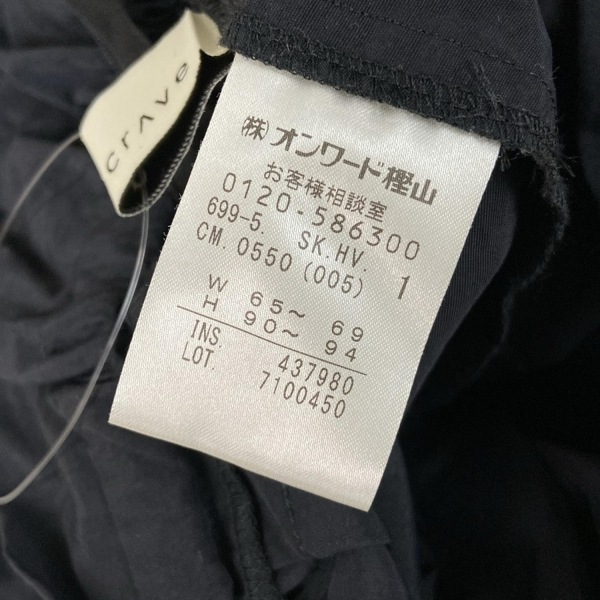 crave
(株)オンワード樫山
お客様相談室
0120-586300
699-5. SK.HV.
CM. 0550 (005) 1
W 65~ 69
H 90~ 94
INS. 437980
LOT. 7100450